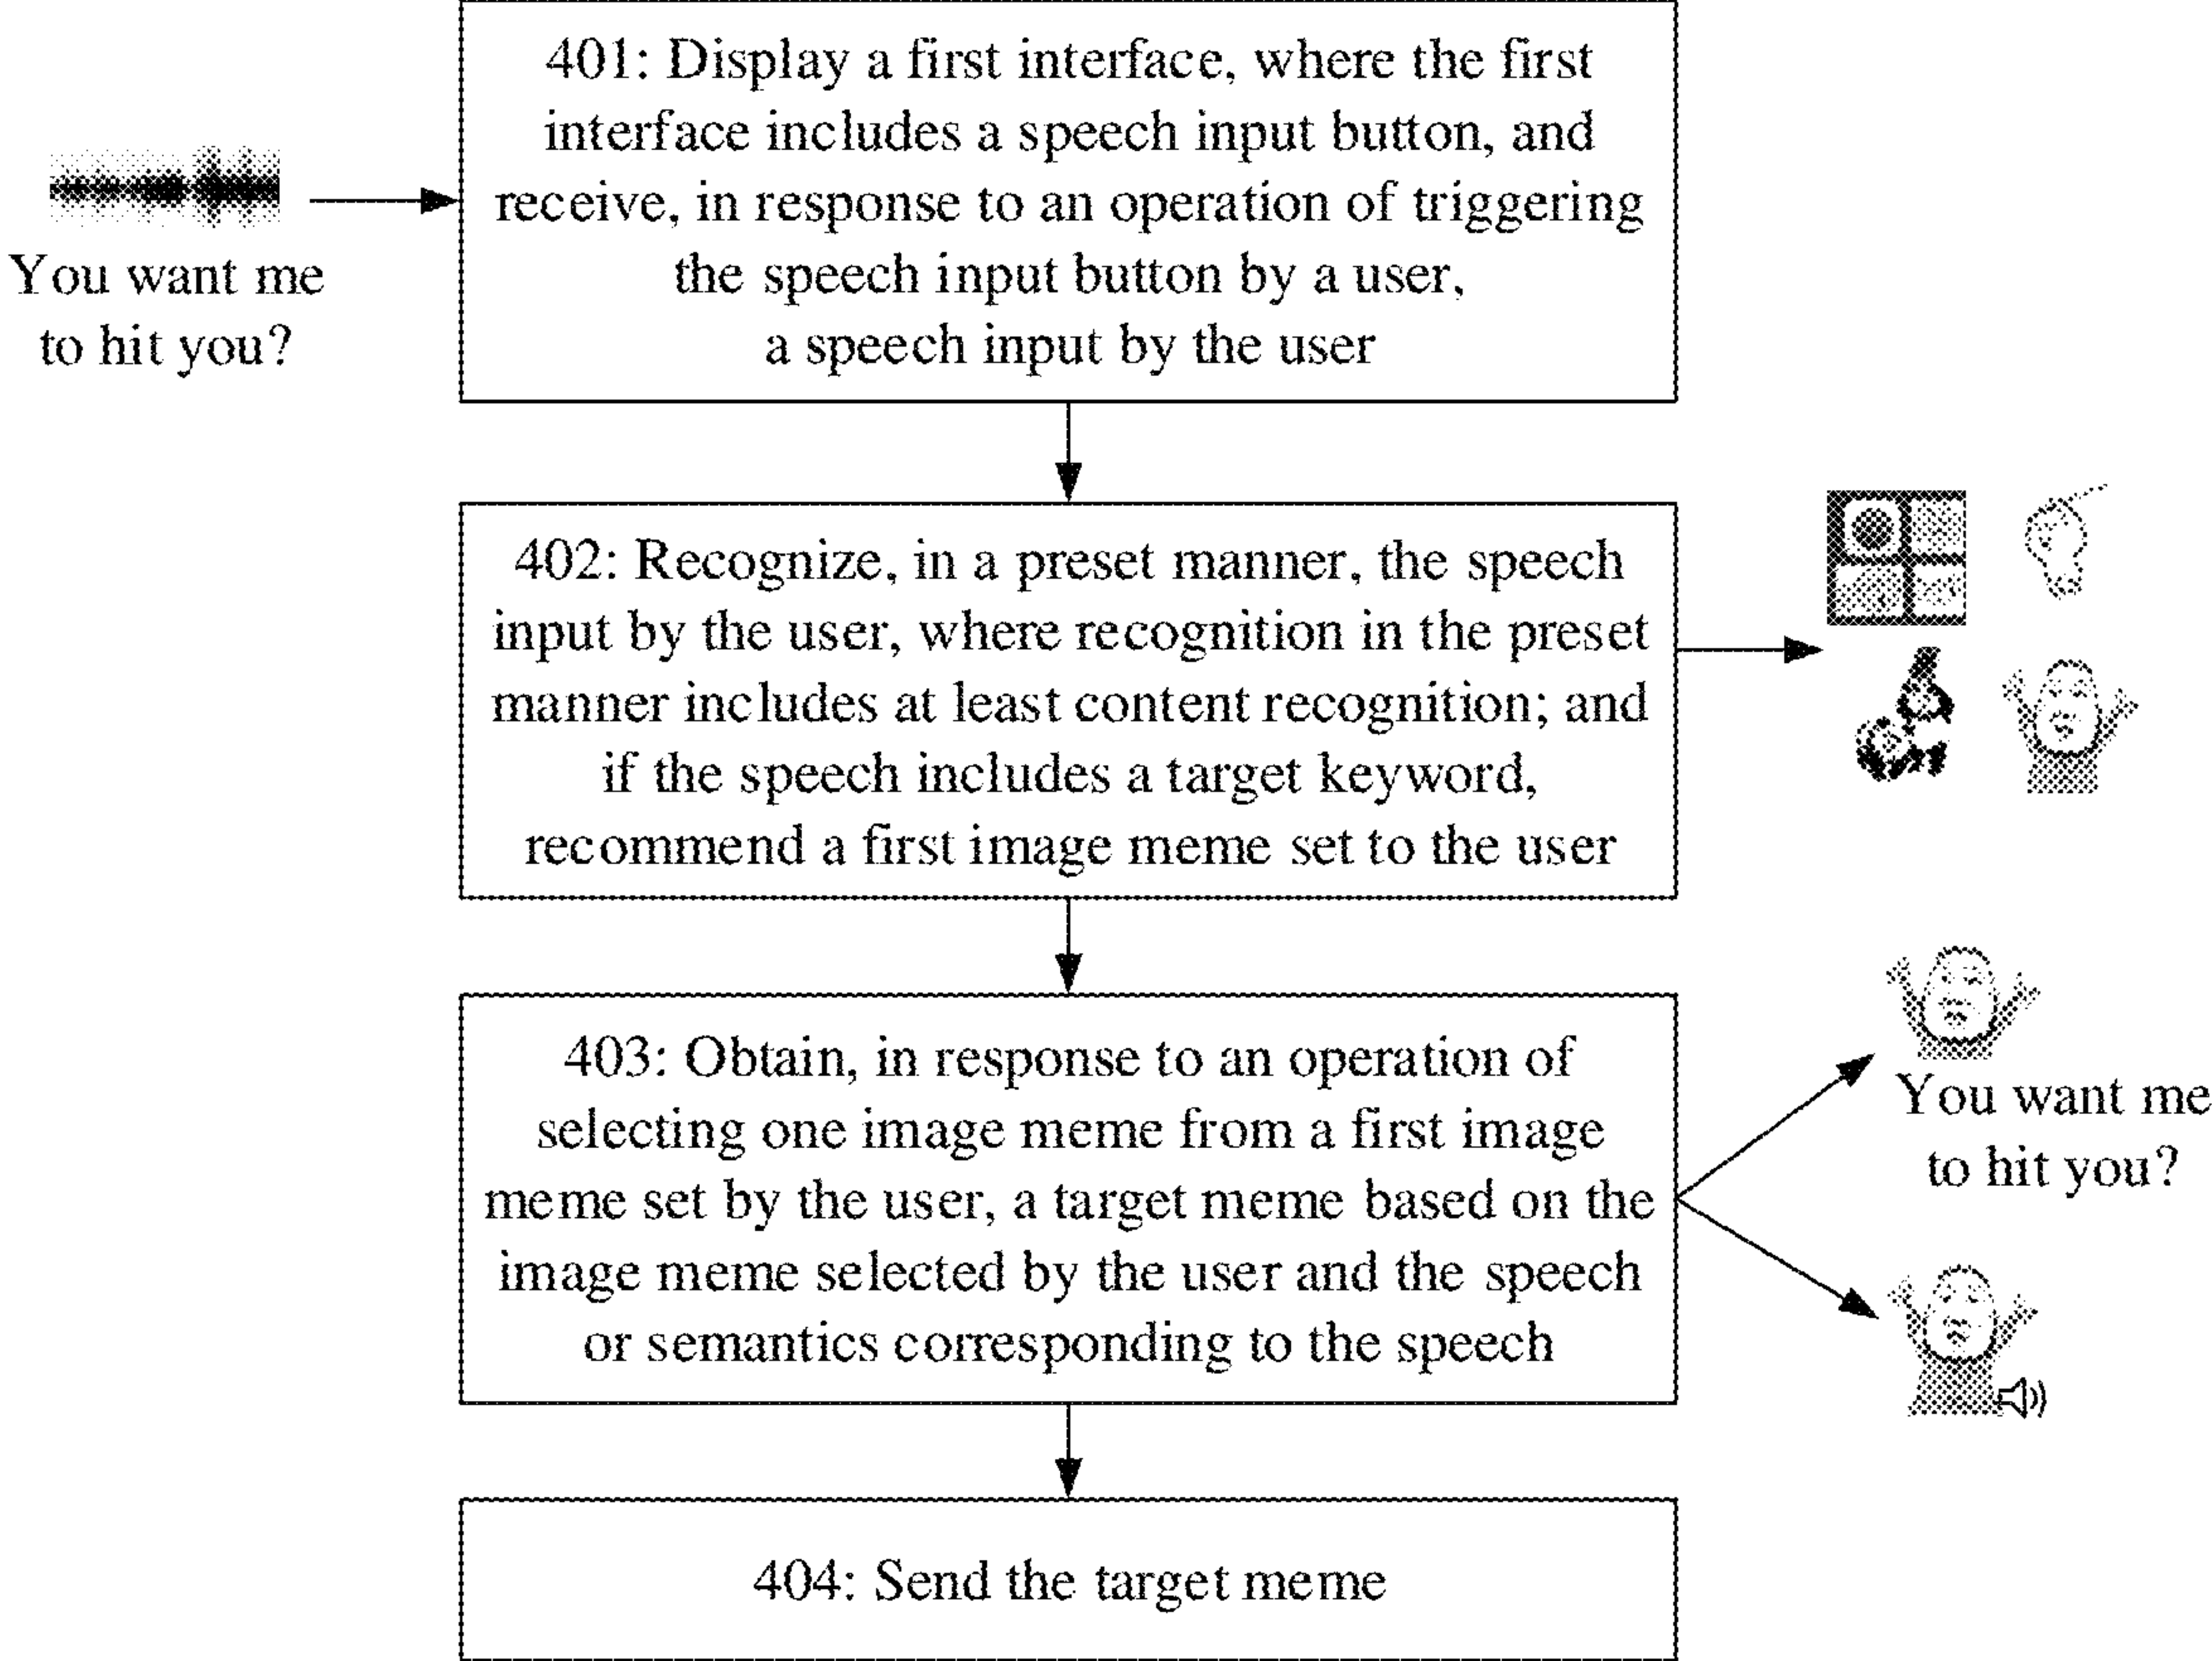 401: Display a first interface, where the first
interface includes a speech input button, and
receive, in response to an operation of triggering
the speech input button by a user,
a speech input by the user
You want me
to hit you?
402: Recognize, in a preset manner, the speech
input by the user, where recognition in the preset
manner includes at least content recognition; and
if the speech includes a target keyword,
recommend a first image meme set to the user
403: Obtain, in response to an operation of
selecting one image meme from a first image
meme set by the user, a target meme based on the
image meme selected by the user and the speech
or semantics corresponding to the speech
You want me
to hit you?
404: Send the target meme